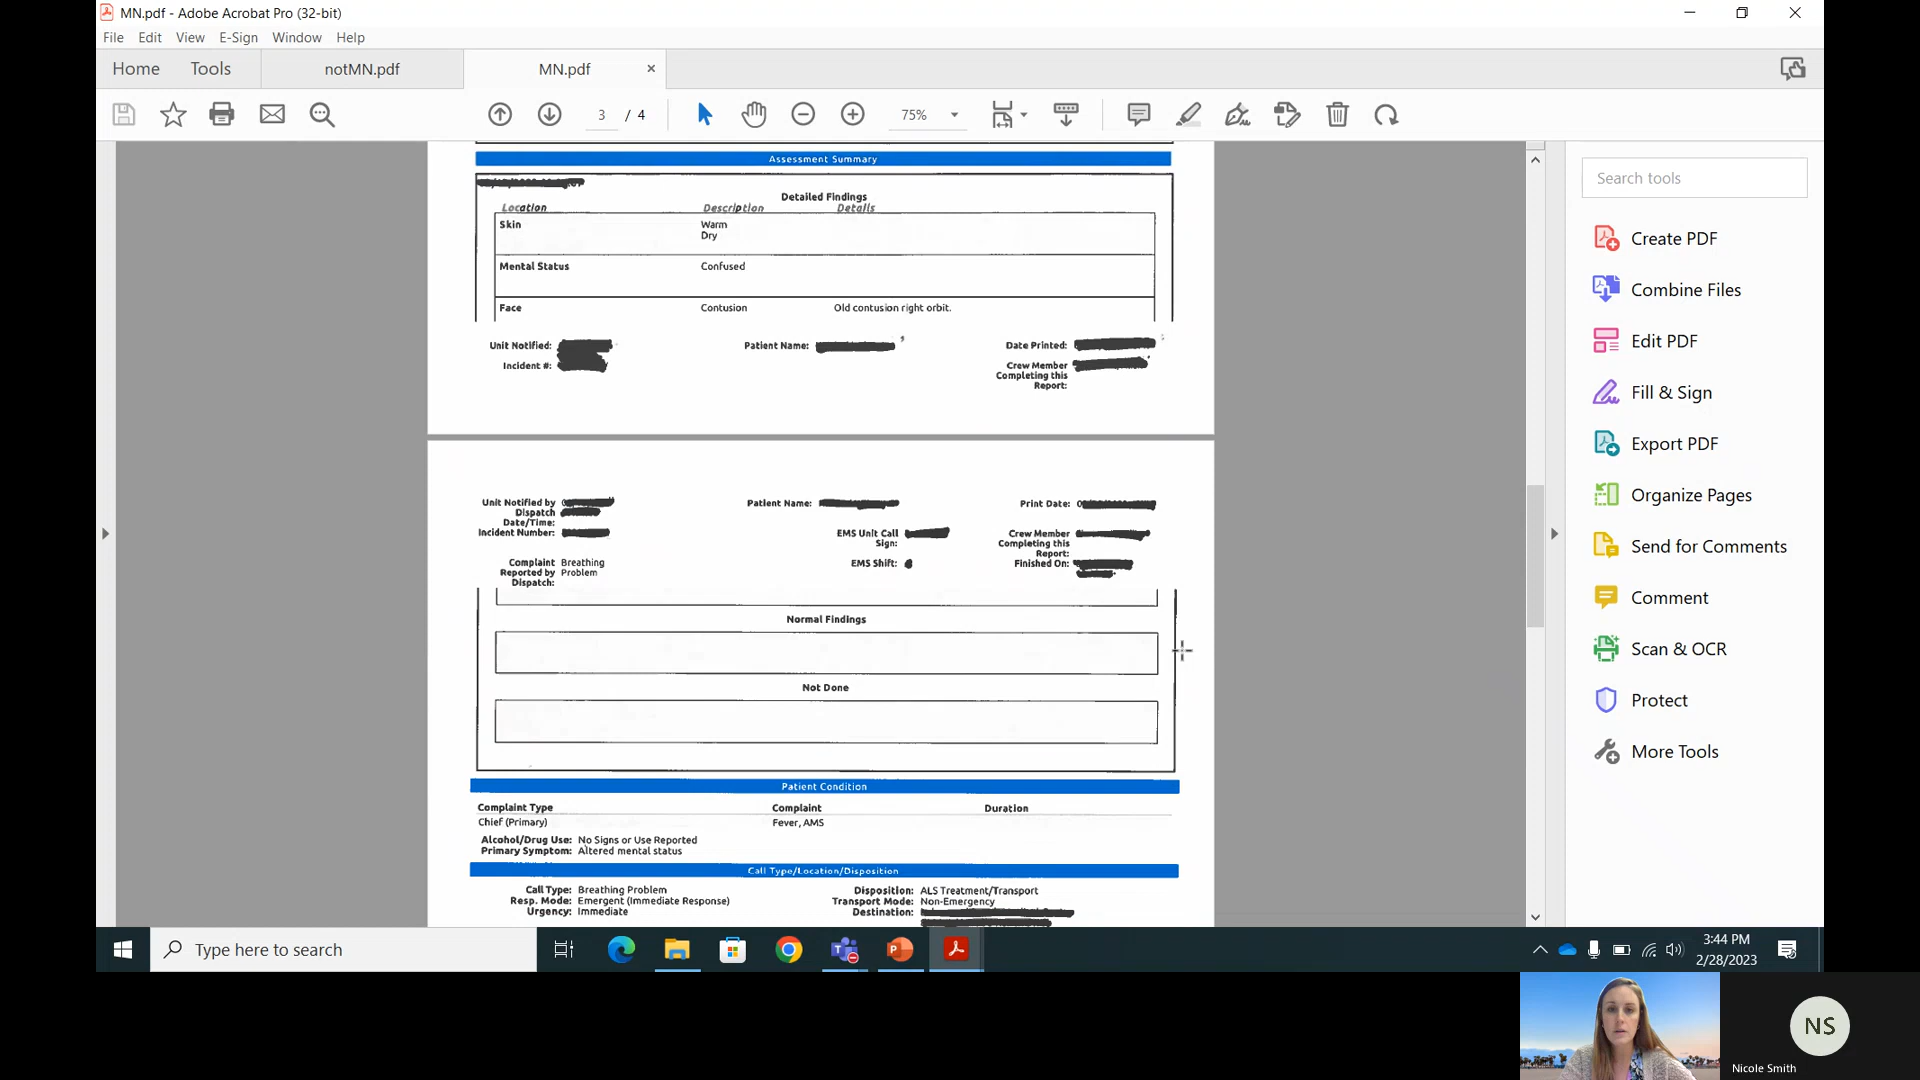 MN.pdf - Adobe Acrobat Pro (32-bit)
File Edit View E-Sign Window Help
Home Tools notMN.pdf MN.pdf
3 / 4 75%
Assessment Summary
Detailed Findings
Location Description Details
Skin Warm
Dry
Mental Status Confused
Face Contusion Old contusion right orbit.
Unit Notified: Patient Name: Date Printed:
Incident #: Crew Member
Completing this
Report:
Unit Notified by Patient Name: Print Date:
Dispatch
Date/Time:
Incident Number: EMS Unit Call Crew Member
Sign: Completing this
Report:
Complaint Breathing EMS Shift: Finished On:
Reported by Problem
Dispatch:
Normal Findings
Not Done
Patient Condition
Complaint Type Complaint Duration
Chief (Primary) Fever, AMS
Alcohol/Drug Use: No Signs or Use Reported
Primary Symptom: Altered mental status
Call Type/Location/Disposition
Call Type: Breathing Problem Disposition: ALS Treatment/Transport
Resp. Mode: Emergent (Immediate Response) Transport Mode: Non-Emergency
Urgency: Immediate Destination:
Search tools
Create PDF
Combine Files
Edit PDF
Fill & Sign
Export PDF
Organize Pages
Send for Comments
Comment
Scan & OCR
Protect
More Tools
Type here to search
3:44 PM
2/28/2023
NS
Nicole Smith